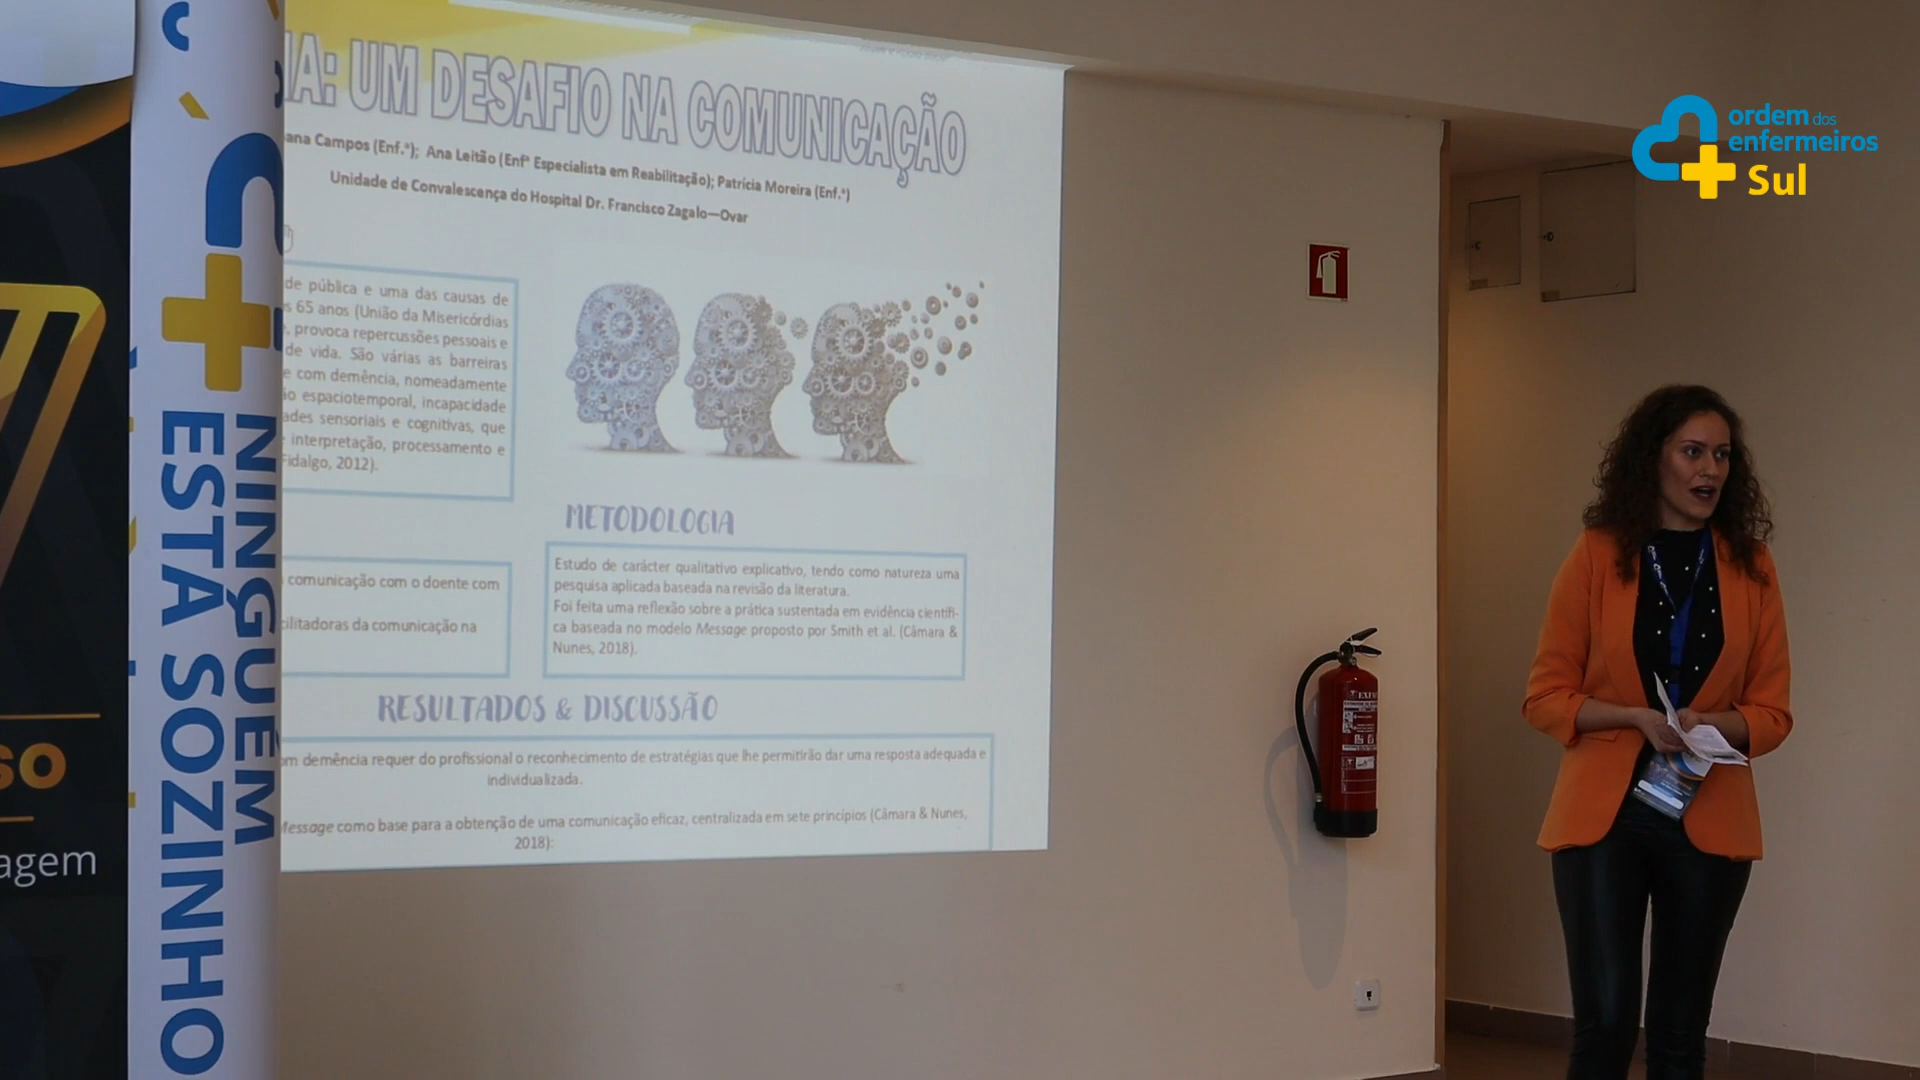 IA: UM DESAFIO NA COMUNICAÇÃO
ana Campos (Enf.ª); Ana Leitão (Enfª Especialista em Reabilitação); Patrícia Moreira (Enf.ª)
Unidade de Convalescença do Hospital Dr. Francisco Zagalo—Ovar
de pública e uma das causas de
s 65 anos (União da Misericórdias
, provoca repercussões pessoais e
de vida. São várias as barreiras
e com demência, nomeadamente
ão espaciotemporal, incapacidade
ades sensoriais e cognitivas, que
interpretação, processamento e
Fidalgo, 2012).
comunicação com o doente com
cilitadoras da comunicação na
METODOLOGIA
Estudo de carácter qualitativo explicativo, tendo como natureza uma
pesquisa aplicada baseada na revisão da literatura.
Foi feita uma reflexão sobre a prática sustentada em evidência científi-
ca baseada no modelo Message proposto por Smith et al. (Câmara &
Nunes, 2018).
RESULTADOS & DISCUSSÃO
om demência requer do profissional o reconhecimento de estratégias que lhe permitirão dar uma resposta adequada e
individualizada.
Message como base para a obtenção de uma comunicação eficaz, centralizada em sete princípios (Câmara & Nunes,
2018):
NINGUÉM
ESTÁ SOZINHO
so
agem
ordem dos
enfermeiros
Sul